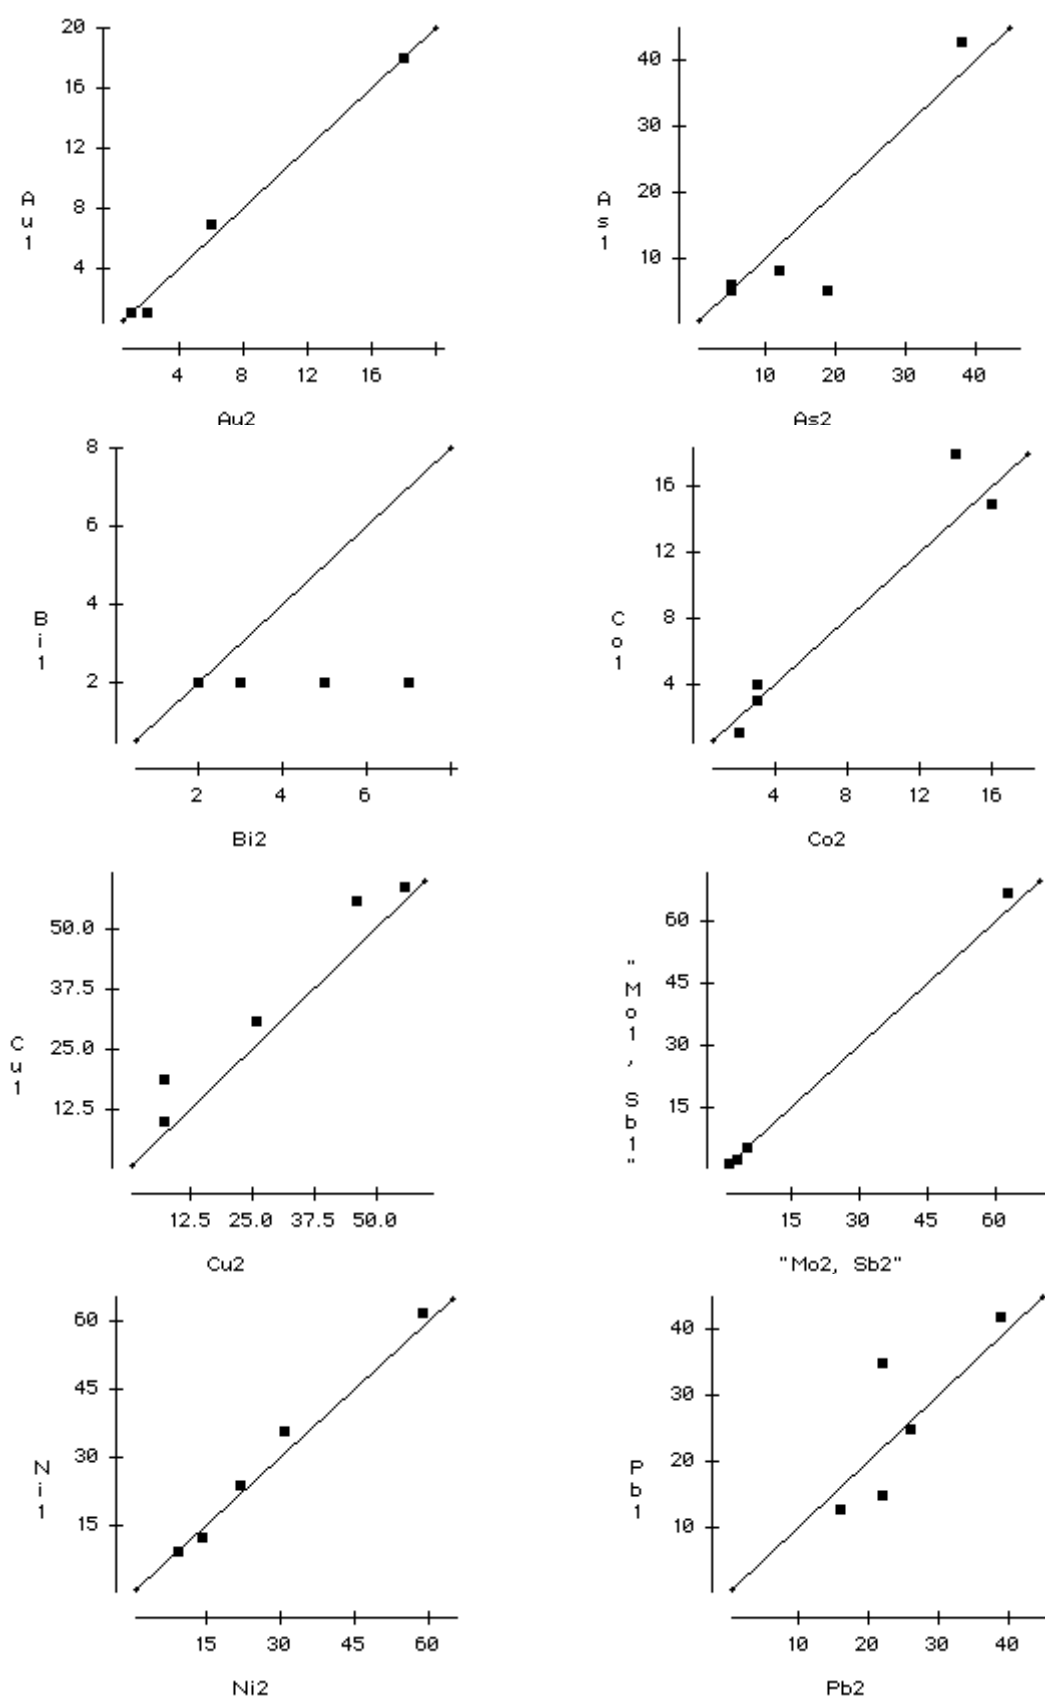 20
16
12
8
4
Au1
4 8 12 16
Au2
40
30
20
10
As1
10 20 30 40
As2
8
6
4
2
Bi1
2 4 6
Bi2
16
12
8
4
Co1
4 8 12 16
Co2
50.0
37.5
25.0
12.5
Cu1
12.5 25.0 37.5 50.0
Cu2
60
45
30
15
"Mo1, Sb1"
15 30 45 60
"Mo2, Sb2"
60
45
30
15
Ni1
15 30 45 60
Ni2
40
30
20
10
Pb1
10 20 30 40
Pb2